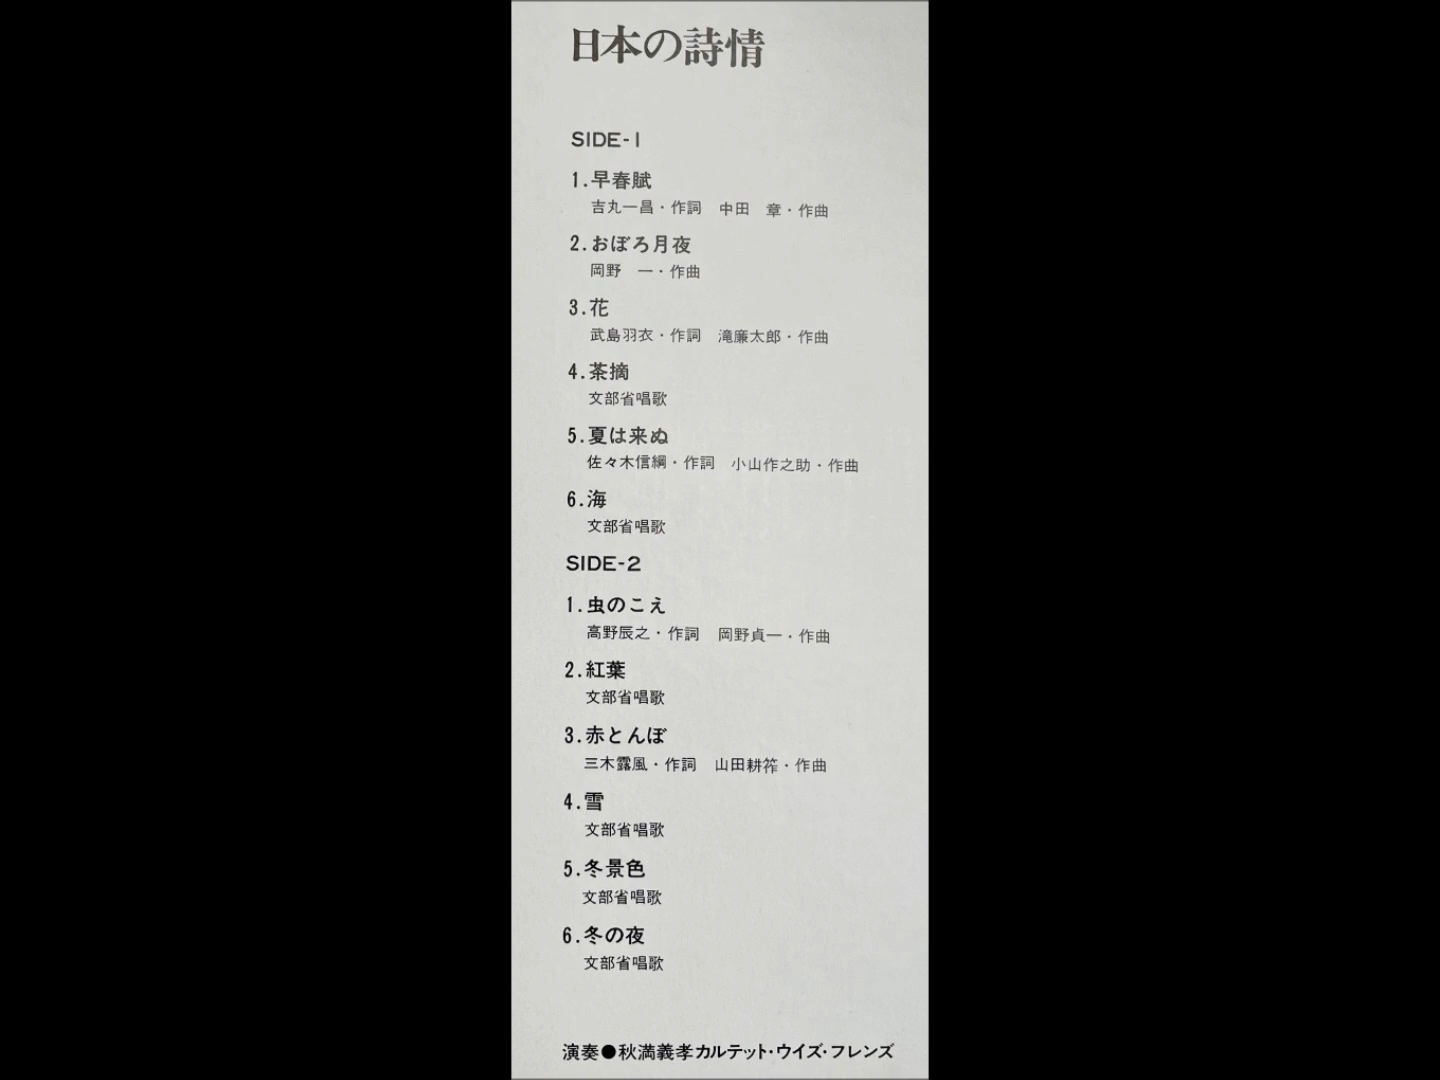 日本の詩情
SIDE-1
1.早春賦
吉丸一昌・作詞　中田　章・作曲
2.おぼろ月夜
岡野　一・作曲
3.花
武島羽衣・作詞　滝廉太郎・作曲
4.茶摘
文部省唱歌
5.夏は来ぬ
佐々木信綱・作詞　小山作之助・作曲
6.海
文部省唱歌
SIDE-2
1.虫のこえ
高野辰之・作詞　岡野貞一・作曲
2.紅葉
文部省唱歌
3.赤とんぼ
三木露風・作詞　山田耕筰・作曲
4.雪
文部省唱歌
5.冬景色
文部省唱歌
6.冬の夜
文部省唱歌
演奏●秋満義孝カルテット・ウイズ・フレンズ